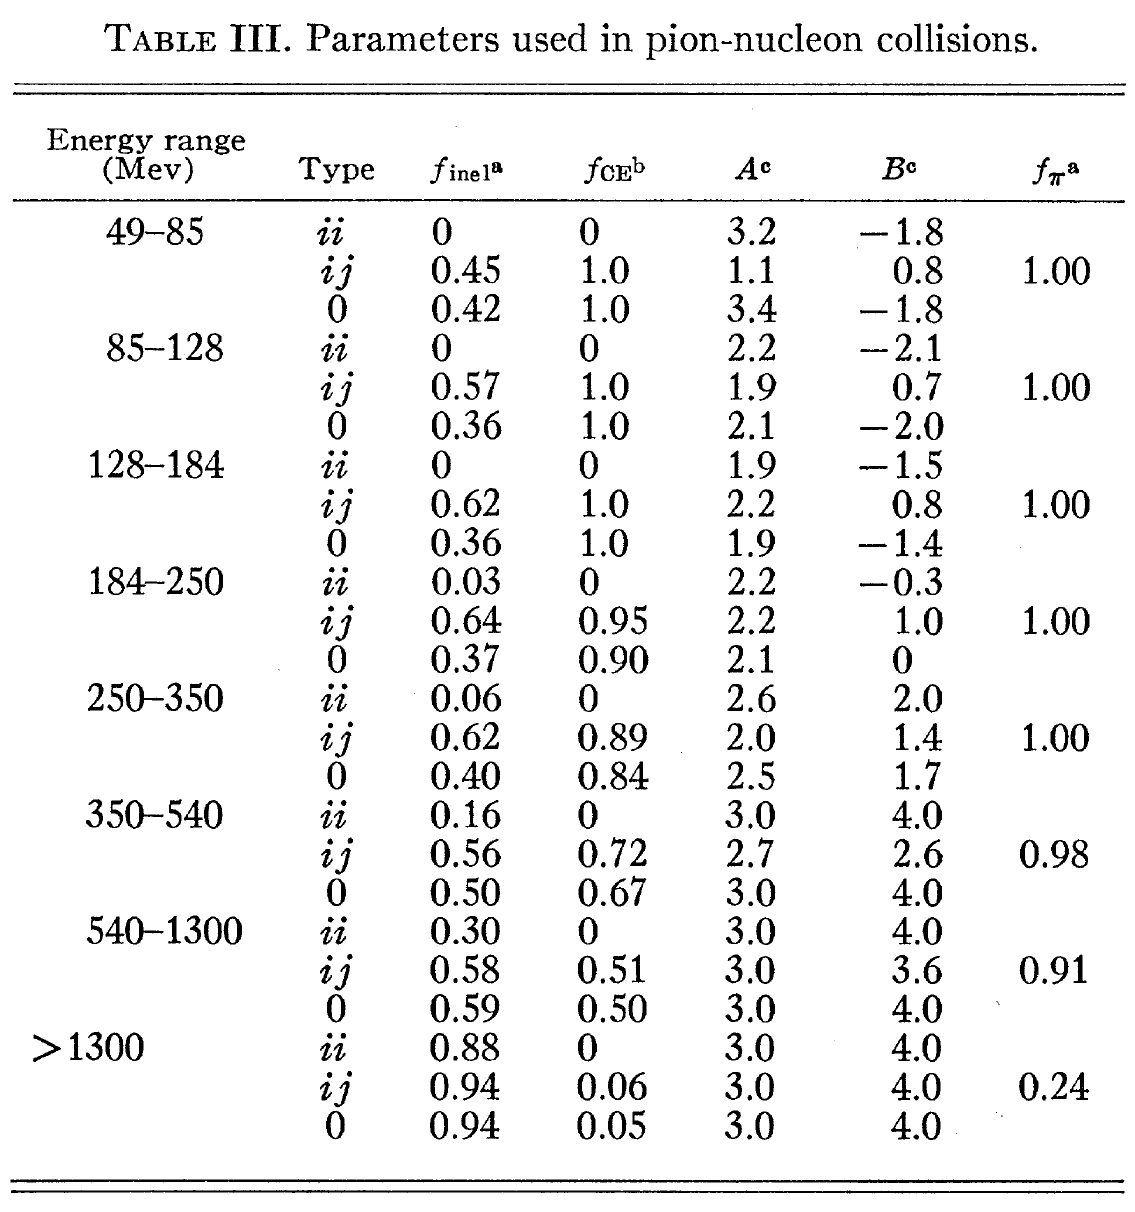 TABLE III. Parameters used in pion-nucleon collisions.
Energy range
(Mev) Type f inel a f CE b A c B c f π a
49–85 ii 0 0 3.2 −1.8
ij 0.45 1.0 1.1 0.8 1.00
0 0.42 1.0 3.4 −1.8
85–128 ii 0 0 2.2 −2.1
ij 0.57 1.0 1.9 0.7 1.00
0 0.36 1.0 2.1 −2.0
128–184 ii 0 0 1.9 −1.5
ij 0.62 1.0 2.2 0.8 1.00
0 0.36 1.0 1.9 −1.4
184–250 ii 0.03 0 2.2 −0.3
ij 0.64 0.95 2.2 1.0 1.00
0 0.37 0.90 2.1 0
250–350 ii 0.06 0 2.6 2.0
ij 0.62 0.89 2.0 1.4 1.00
0 0.40 0.84 2.5 1.7
350–540 ii 0.16 0 3.0 4.0
ij 0.56 0.72 2.7 2.6 0.98
0 0.50 0.67 3.0 4.0
540–1300 ii 0.30 0 3.0 4.0
ij 0.58 0.51 3.0 3.6 0.91
0 0.59 0.50 3.0 4.0
>1300 ii 0.88 0 3.0 4.0
ij 0.94 0.06 3.0 4.0 0.24
0 0.94 0.05 3.0 4.0